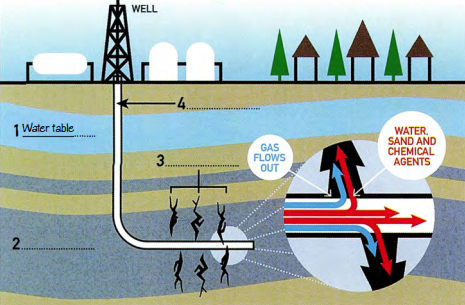 WELL
4
1 Water table
3
GAS
FLOWS
OUT
WATER,
SAND AND
CHEMICAL
AGENTS
2